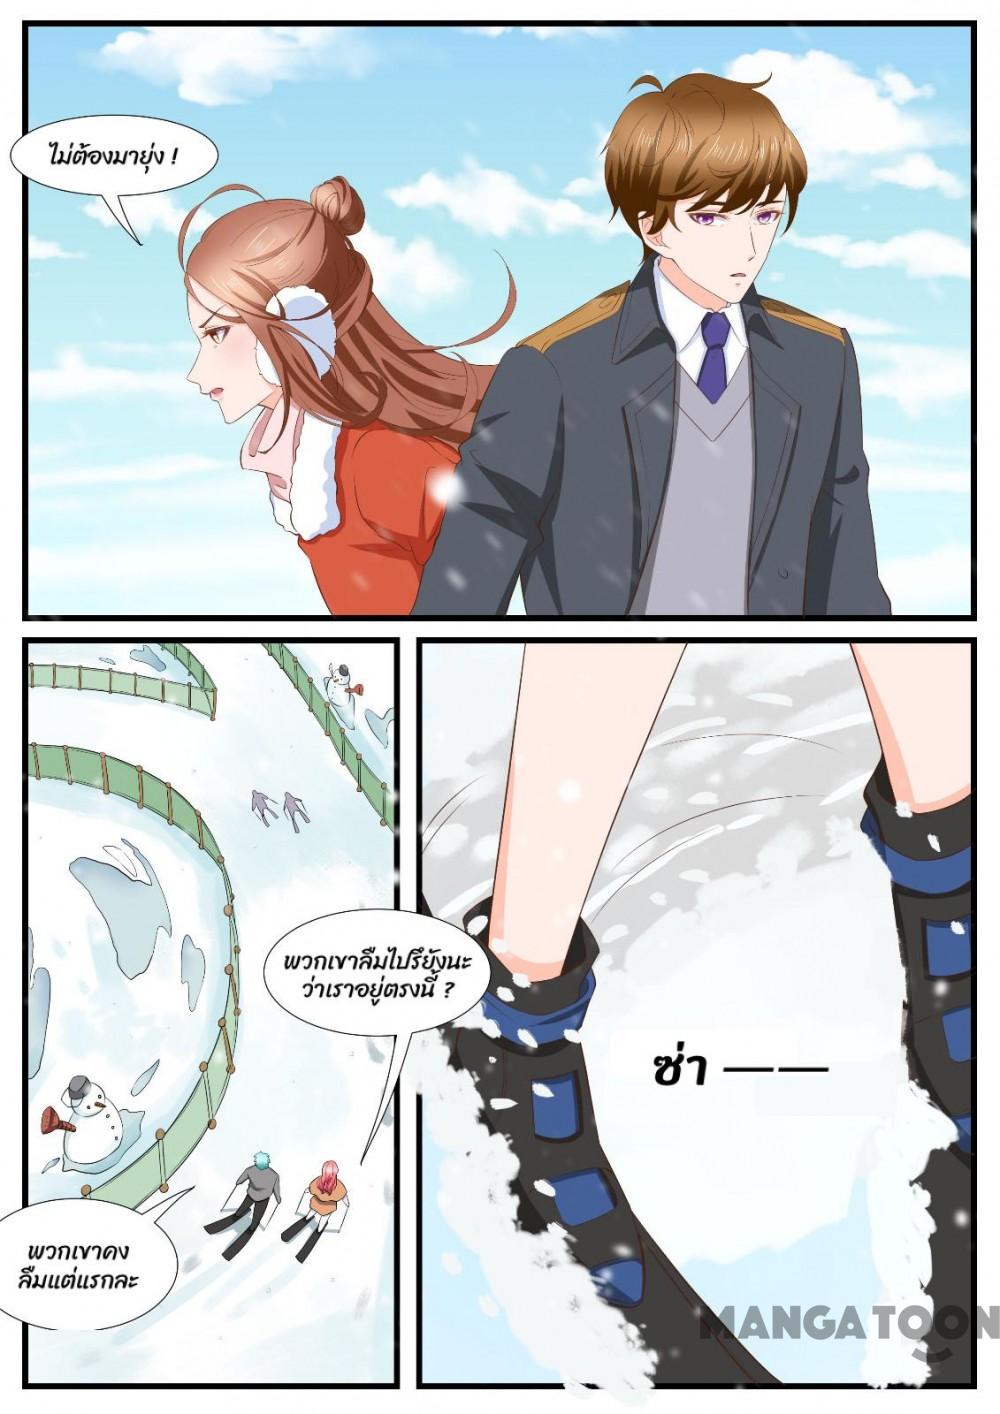 ไม่ต้องมายุ่ง !
พวกเขาลืมไปรึยังนะ
ว่าเราอยู่ตรงนี้ ?
พวกเขาคง
ลืมแต่แรกละ
ซ่า ——
MANGATOON